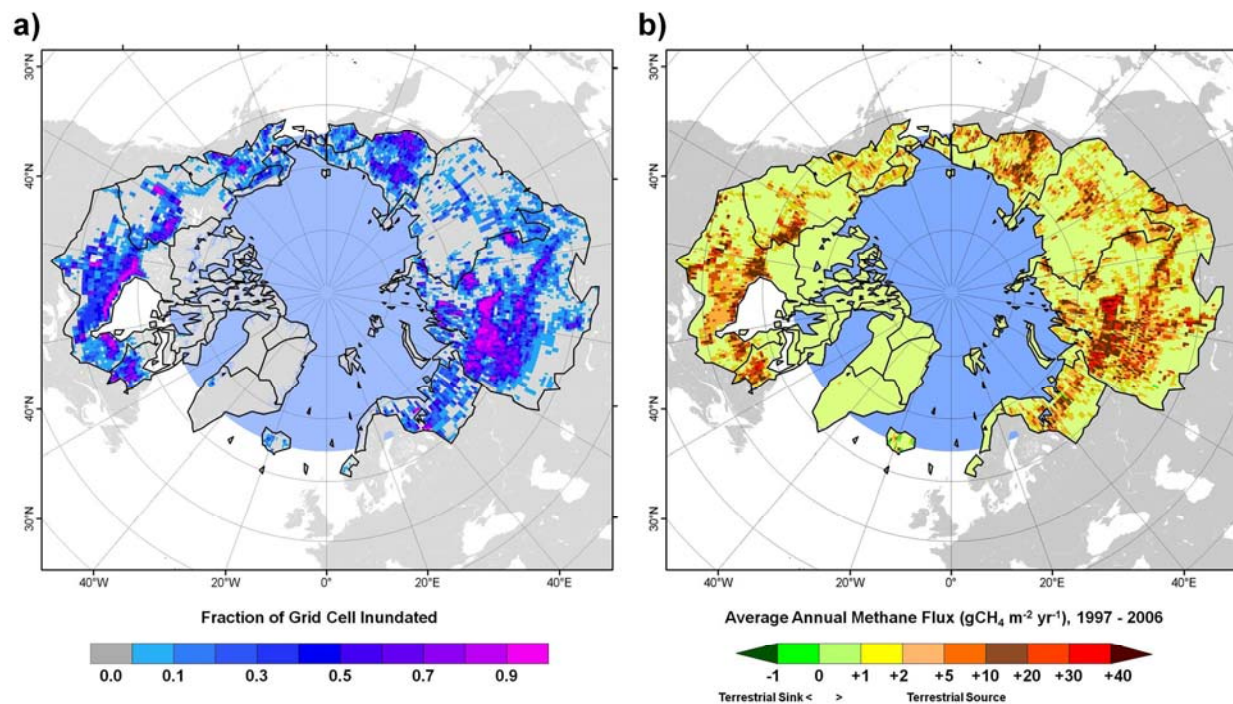 a)
b)
30°N
40°N
40°N
30°N
40°W
20°W
0°
20°E
40°E
30°N
40°N
40°N
30°N
40°W
20°W
0°
20°E
40°E
Fraction of Grid Cell Inundated
0.0 0.1 0.3 0.5 0.7 0.9
Average Annual Methane Flux (gCH₄ m⁻² yr⁻¹), 1997 - 2006
-1 0 +1 +2 +5 +10 +20 +30 +40
Terrestrial Sink < > Terrestrial Source